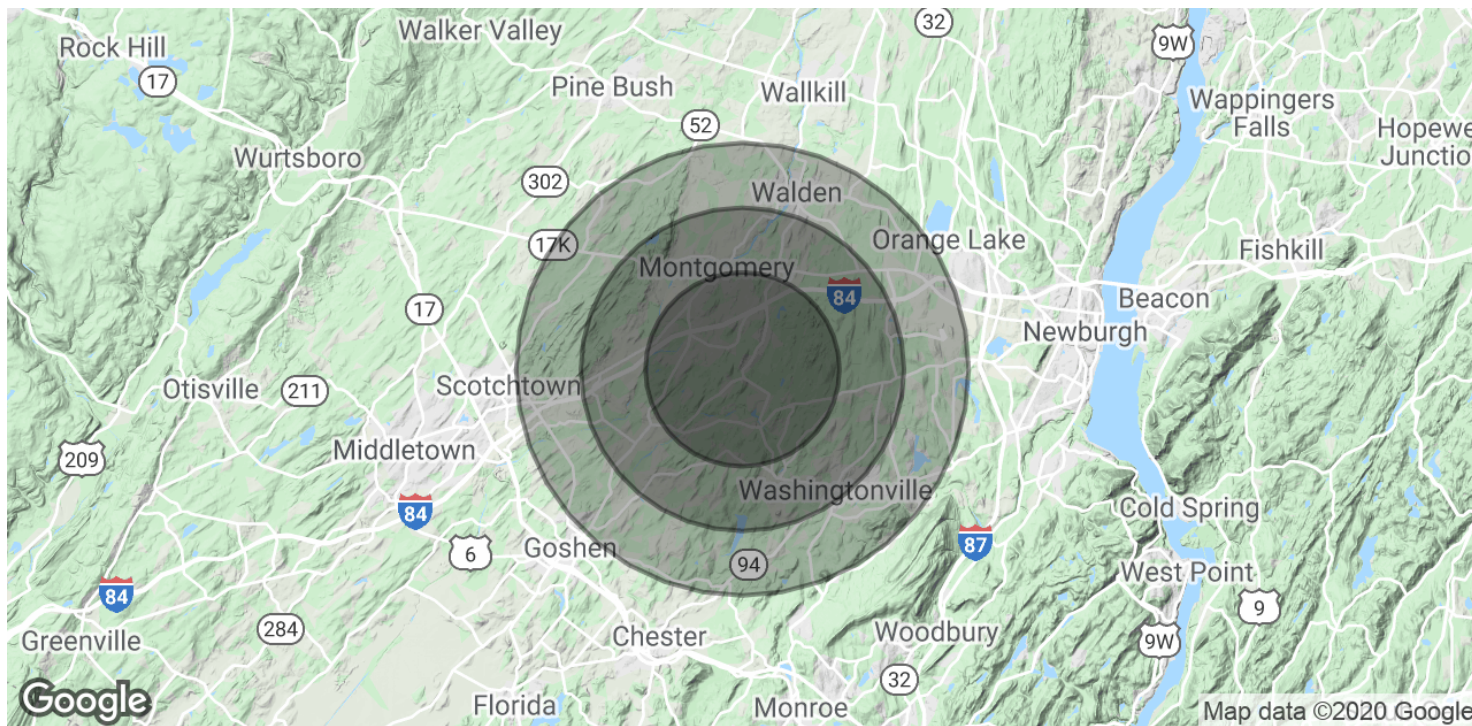 Rock Hill
17
Walker Valley
32
9W
Pine Bush
Wallkill
Wappingers
Falls
Hopewe
Junctio
52
Wurtsboro
302
Walden
17K
Orange Lake
Fishkill
Montgomery
84
Beacon
17
Newburgh
Otisville
211
Scotchtown
Middletown
209
84
Washingtonville
Cold Spring
6
Goshen
87
94
West Point
84
9
284
Greenville
Chester
Woodbury
9W
32
Florida
Monroe
Google
Map data ©2020 Google